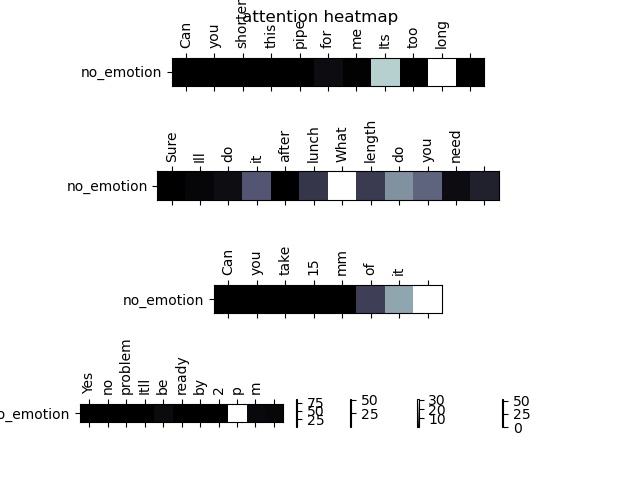 attention heatmap
Can you shorten this pipe for me Its too long
no_emotion
Sure Ill do it after lunch What length do you need
no_emotion
Can you take 15 mm of it
no_emotion
Yes no problem Itll be ready by 2 p m
o_emotion
75 50 30 50
50 25 20 25
25 10 0